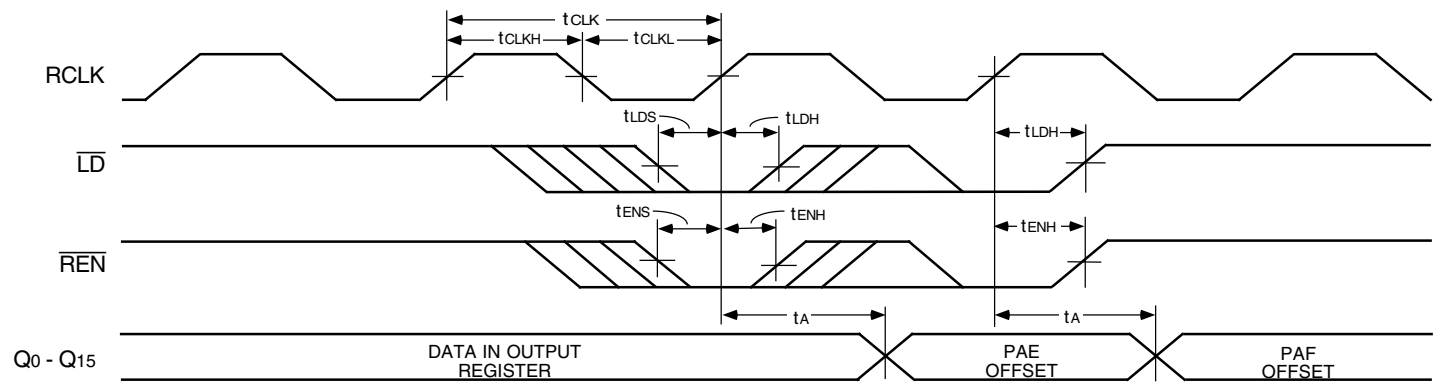 tCLK
tCLKH
tCLKL
RCLK
tLDS
tLDH
tLDH
LD
tENS
tENH
tENH
REN
tA
tA
Q0 - Q15
DATA IN OUTPUT
REGISTER
PAE
OFFSET
PAF
OFFSET